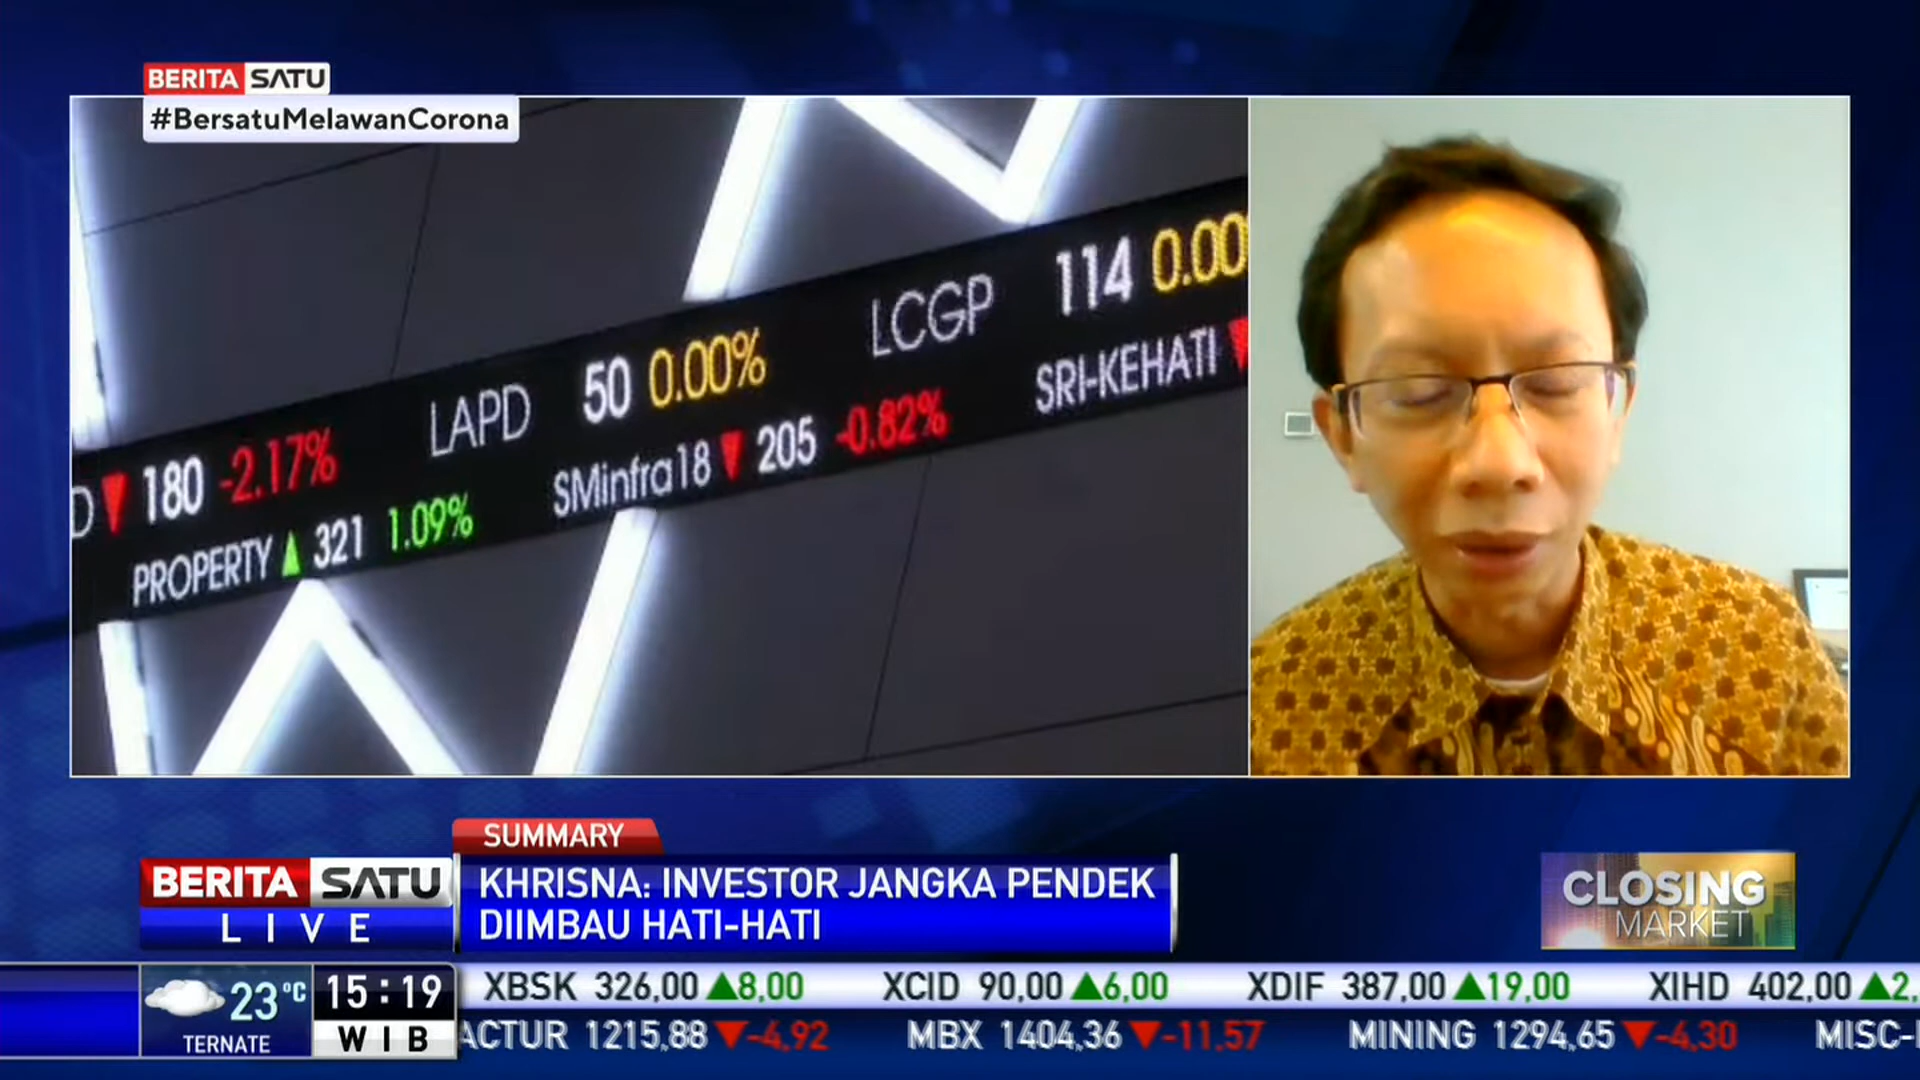 BERITA SATU
#BersatuMelawanCorona
D ▼ 180 -2.17% LAPD 50 0.00% LCGP 114 0.00
PROPERTY ▲ 321 1.09% SMinfra18 ▼ 205 -0.82% SRI-KEHATI ▼
SUMMARY
BERITA SATU
LIVE
KHRISNA: INVESTOR JANGKA PENDEK
DIIMBAU HATI-HATI
CLOSING
MARKET
23°C
TERNATE
15:19
WIB
XBSK 326,00 ▲8,00 XCID 90,00 ▲6,00 XDIF 387,00 ▲19,00 XIHD 402,00 ▲2,
ACTUR 1215,88 ▼-4,92 MBX 1404,36 ▼-11,57 MINING 1294,65 ▼-4,30 MISC-